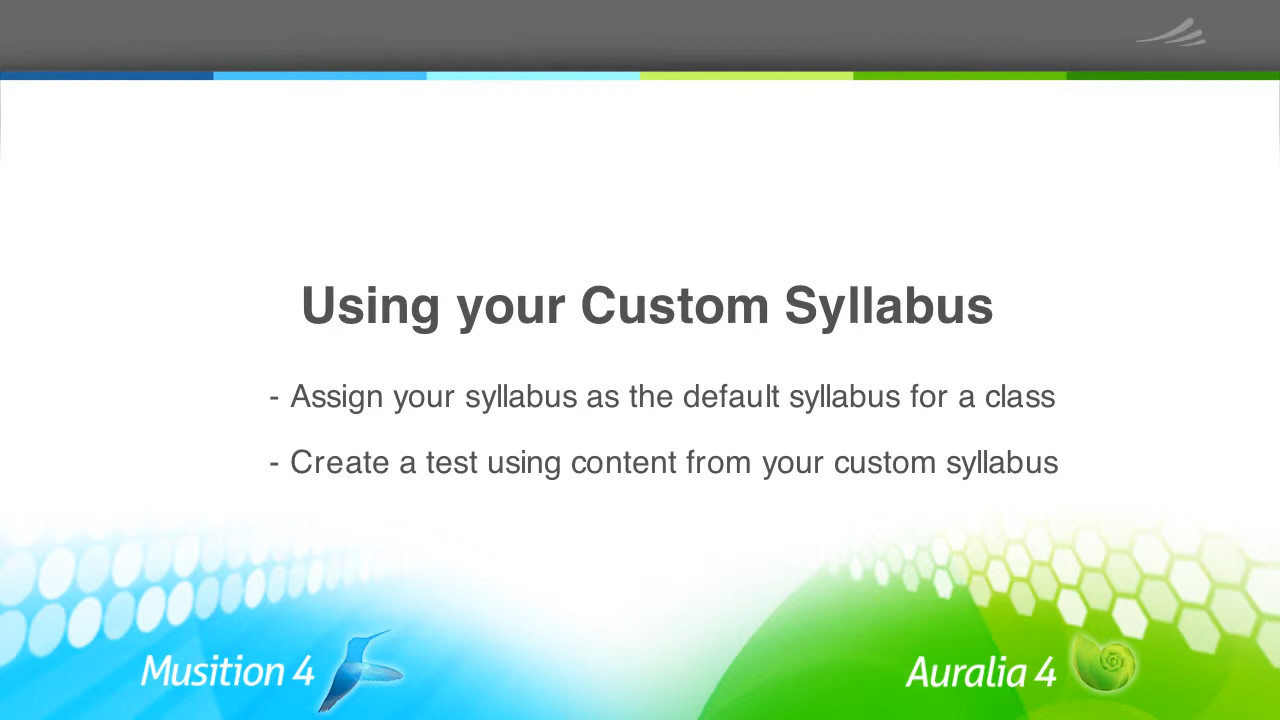 Using your Custom Syllabus
- Assign your syllabus as the default syllabus for a class
- Create a test using content from your custom syllabus
Musition 4
Auralia 4